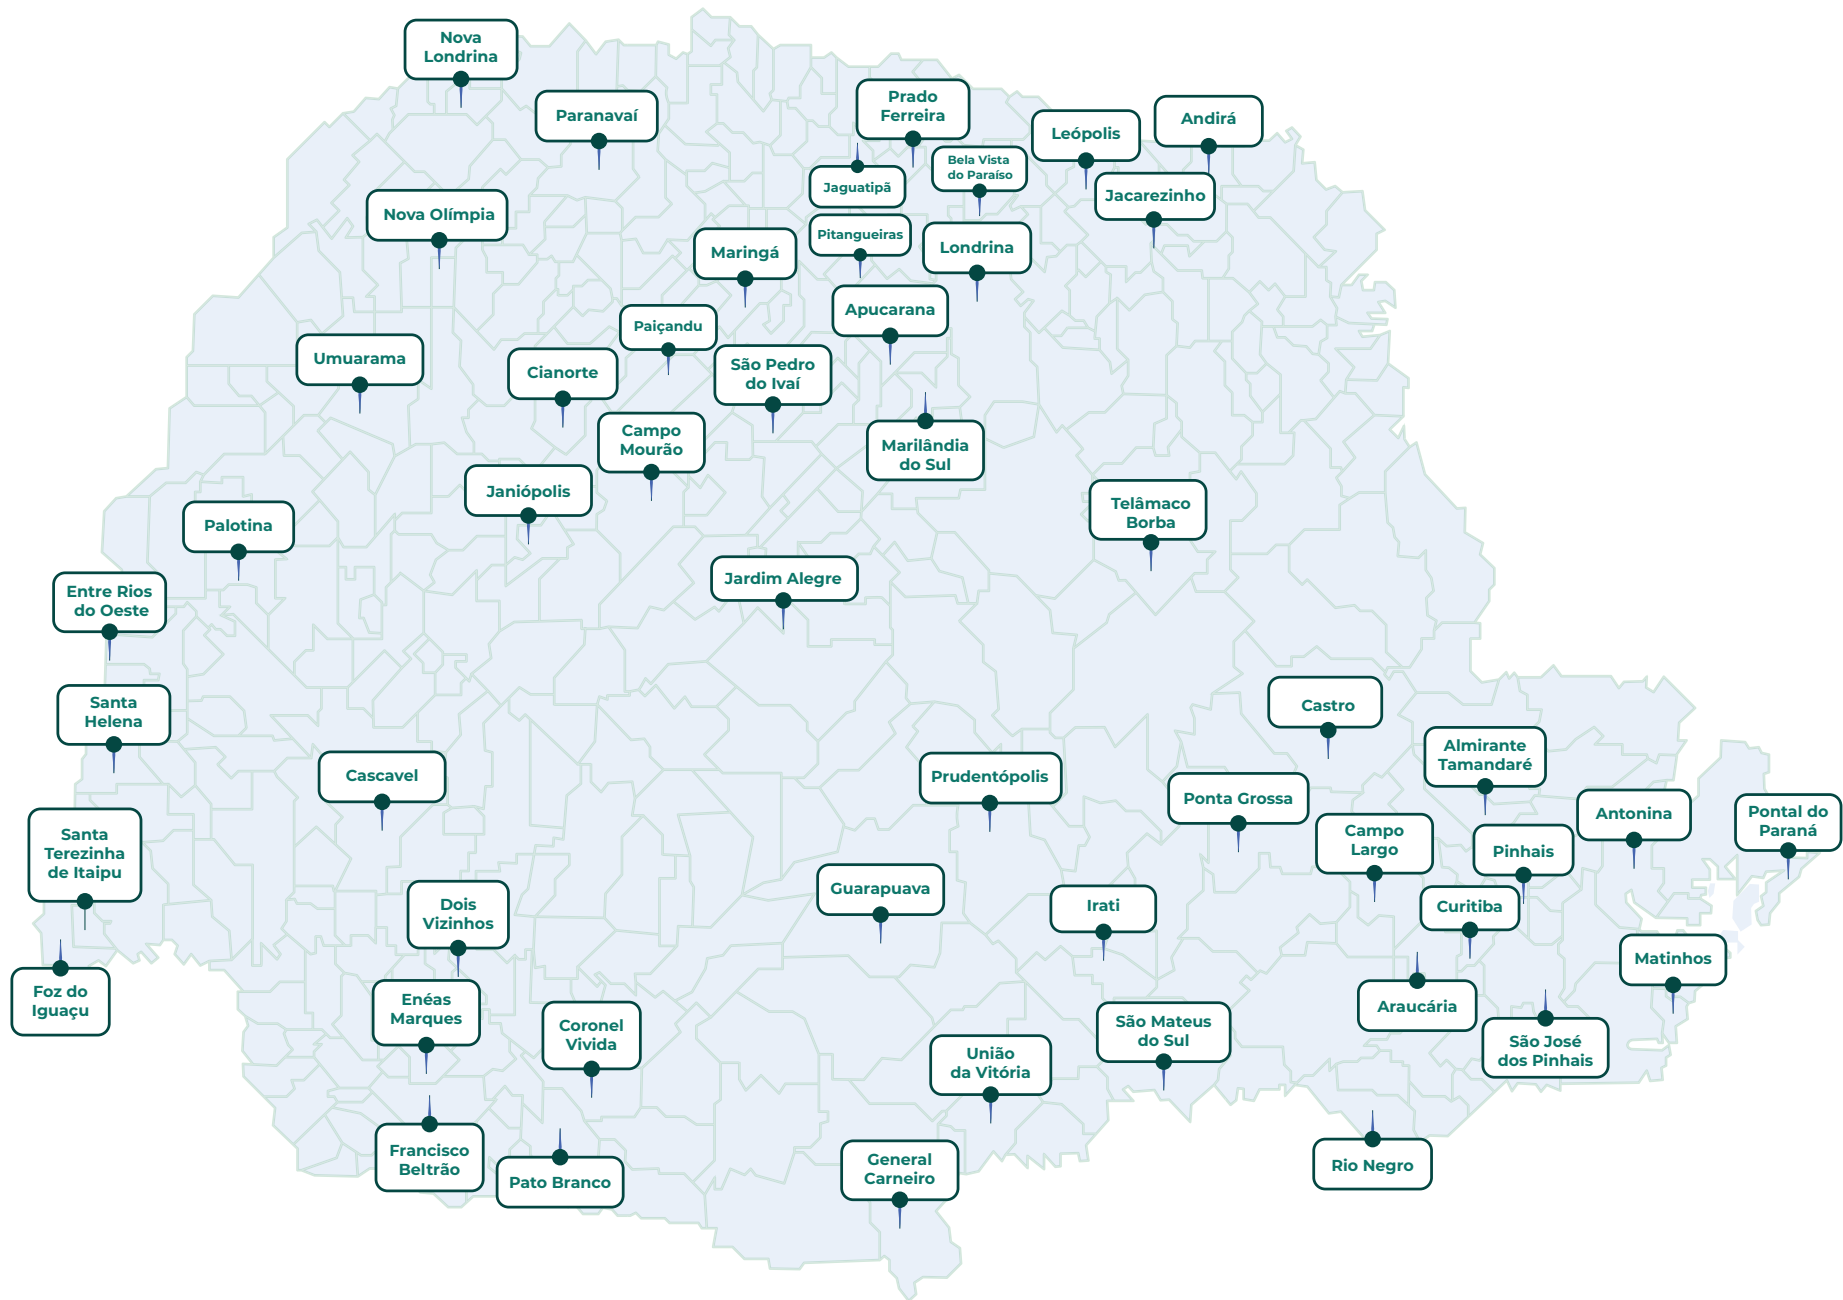 Nova
Londrina
Paranavaí
Prado
Ferreira
Leópolis
Andirá
Bela Vista
do Paraíso
Jaguatipã
Jacarezinho
Nova Olímpia
Pitangueiras
Maringá
Londrina
Apucarana
Paiçandu
Umuarama
Cianorte
São Pedro
do Ivaí
Campo
Mourão
Marilândia
do Sul
Janiópolis
Telâmaco
Borba
Palotina
Jardim Alegre
Entre Rios
do Oeste
Santa
Helena
Castro
Almirante
Tamandaré
Cascavel
Prudentópolis
Ponta Grossa
Antonina
Pontal do
Paraná
Campo
Largo
Pinhais
Santa
Terezinha
de Itaipu
Guarapuava
Irati
Curitiba
Dois
Vizinhos
Matinhos
Foz do
Iguaçu
Enéas
Marques
Araucária
Coronel
Vivida
São Mateus
do Sul
São José
dos Pinhais
União
da Vitória
Francisco
Beltrão
Pato Branco
General
Carneiro
Rio Negro